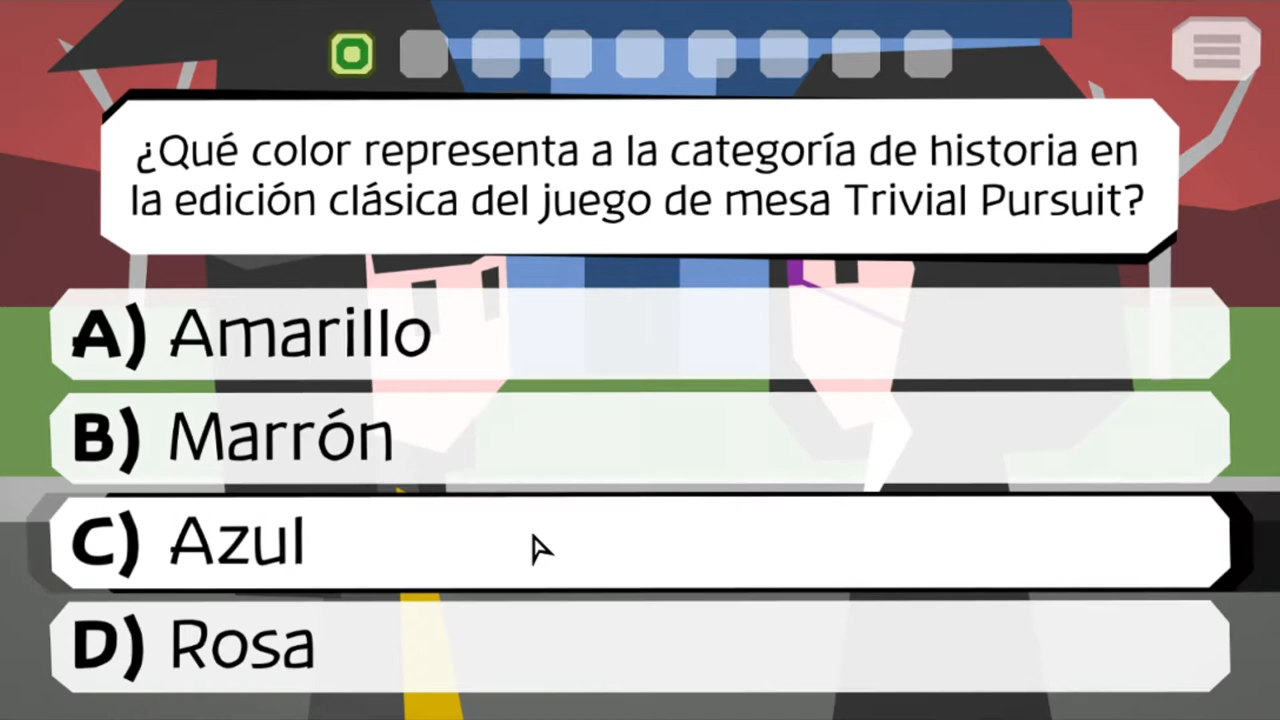 ¿Qué color representa a la categoría de historia en
la edición clásica del juego de mesa Trivial Pursuit?
A) Amarillo
B) Marrón
C) Azul
D) Rosa